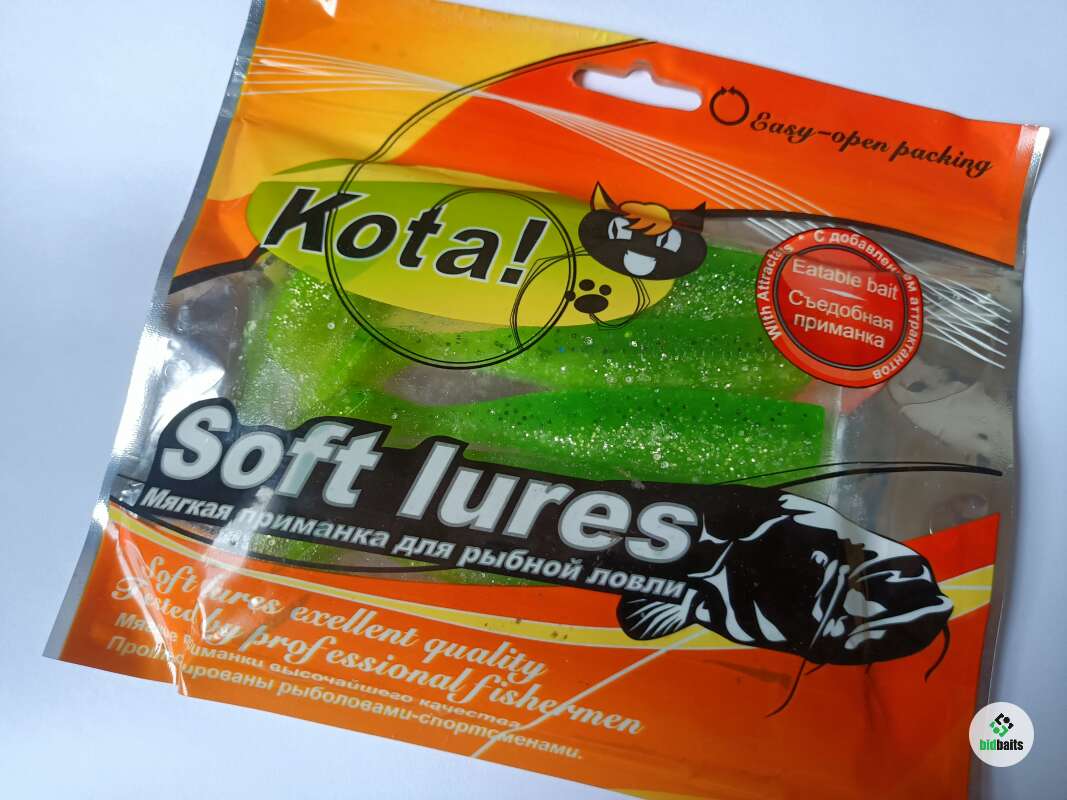 Easy-open packing
Kota!
С добавлением аттрактантов
With Attractals
Eatable bait
Съедобная
приманка
Soft lures
Мягкая приманка для рыбной ловли
Soft lures exellent quality
Tested by professional fishermen
Мягкие приманки высочайшего качества
Протестированы рыболовами-спортсменами.
bidbaits